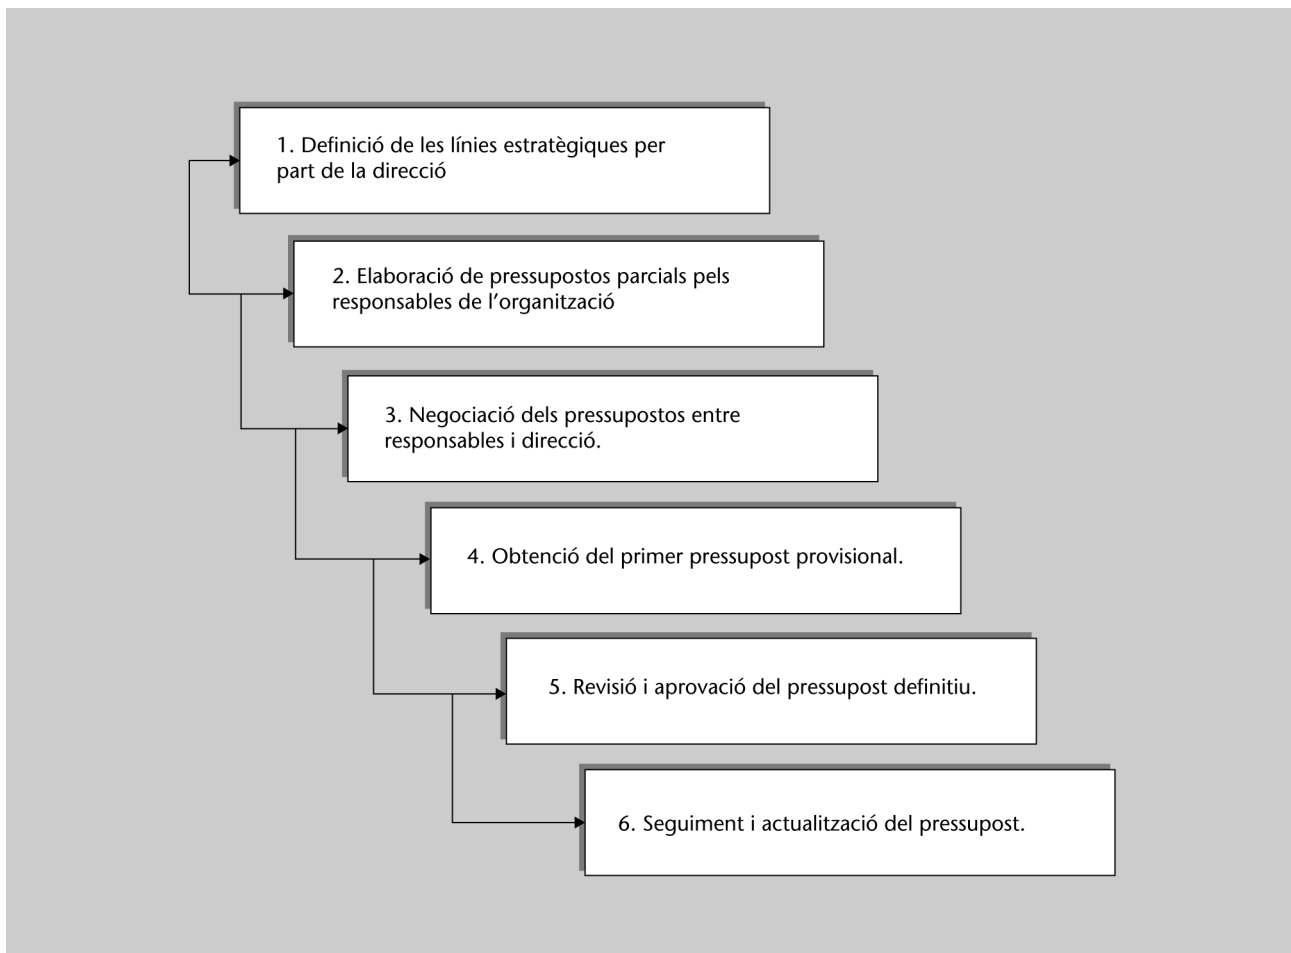 1. Definició de les línies estratègiques per
part de la direcció
2. Elaboració de pressupostos parcials pels
responsables de l’organització
3. Negociació dels pressupostos entre
responsables i direcció.
4. Obtenció del primer pressupost provisional.
5. Revisió i aprovació del pressupost definitiu.
6. Seguiment i actualització del pressupost.